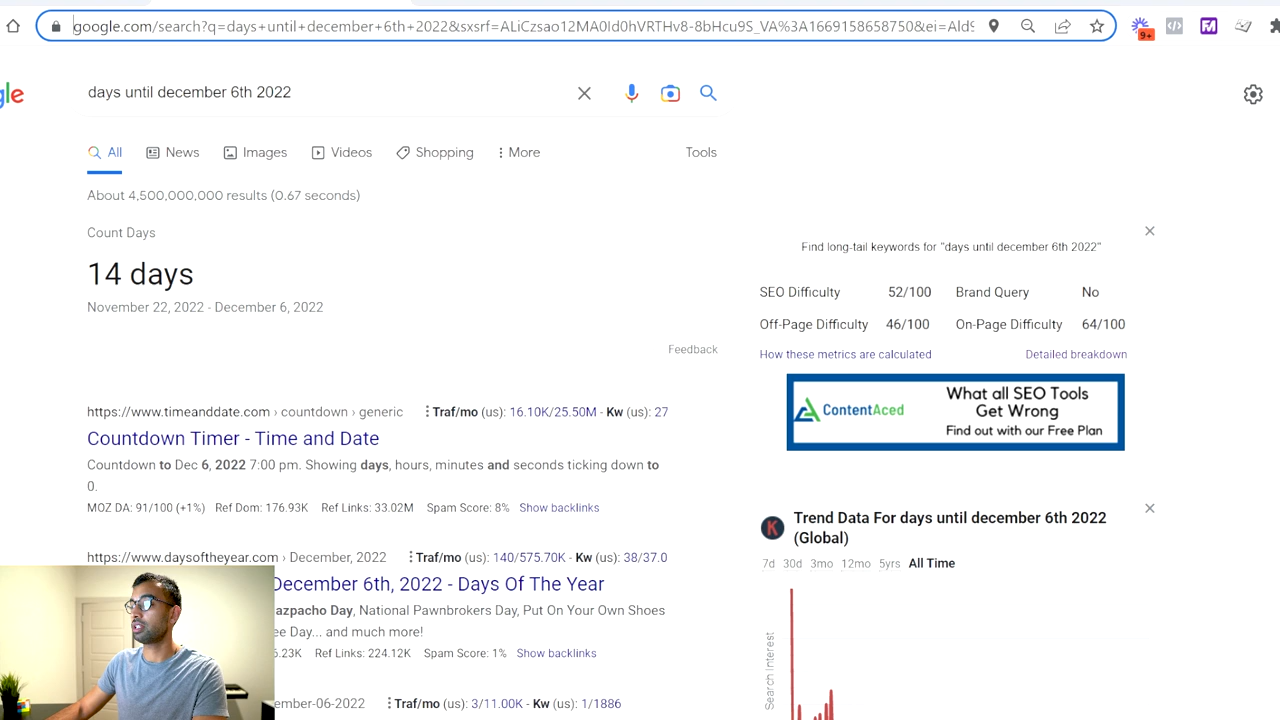 google.com/search?q=days+until+december+6th+2022&sxsrf=ALiCzsao12MA0Id0hVRTHv8-8bHcu9S_VA%3A1669158658750&ei=Ald9
9+
gle
days until december 6th 2022
All News Images Videos Shopping More Tools
About 4,500,000,000 results (0.67 seconds)
Count Days
14 days
November 22, 2022 - December 6, 2022
Feedback
https://www.timeanddate.com › countdown › generic Traf/mo (us): 16.10K/25.50M - Kw (us): 27
Countdown Timer - Time and Date
Countdown to Dec 6, 2022 7:00 pm. Showing days, hours, minutes and seconds ticking down to
0.
MOZ DA: 91/100 (+1%) Ref Dom: 176.93K Ref Links: 33.02M Spam Score: 8% Show backlinks
https://www.daysoftheyear.com › December, 2022 Traf/mo (us): 140/575.70K - Kw (us): 38/37.0
December 6th, 2022 - Days Of The Year
azpacho Day, National Pawnbrokers Day, Put On Your Own Shoes
ee Day... and much more!
6.23K Ref Links: 224.12K Spam Score: 1% Show backlinks
ember-06-2022 Traf/mo (us): 3/11.00K - Kw (us): 1/1886
Find long-tail keywords for "days until december 6th 2022"
SEO Difficulty 52/100 Brand Query No
Off-Page Difficulty 46/100 On-Page Difficulty 64/100
How these metrics are calculated Detailed breakdown
ContentAced
What all SEO Tools
Get Wrong
Find out with our Free Plan
K
Trend Data For days until december 6th 2022
(Global)
7d 30d 3mo 12mo 5yrs All Time
Search Interest